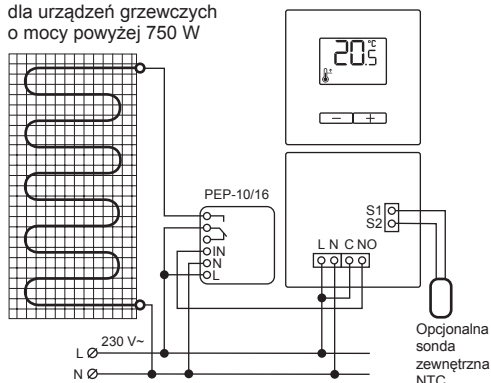 dla urządzeń grzewczych
o mocy powyżej 750 W
20.5 °C
− +
PEP-10/16
IN
N
L
S1
S2
L N C NO
230 V~
L
N
Opcjonalna
sonda
zewnętrzna
NTC